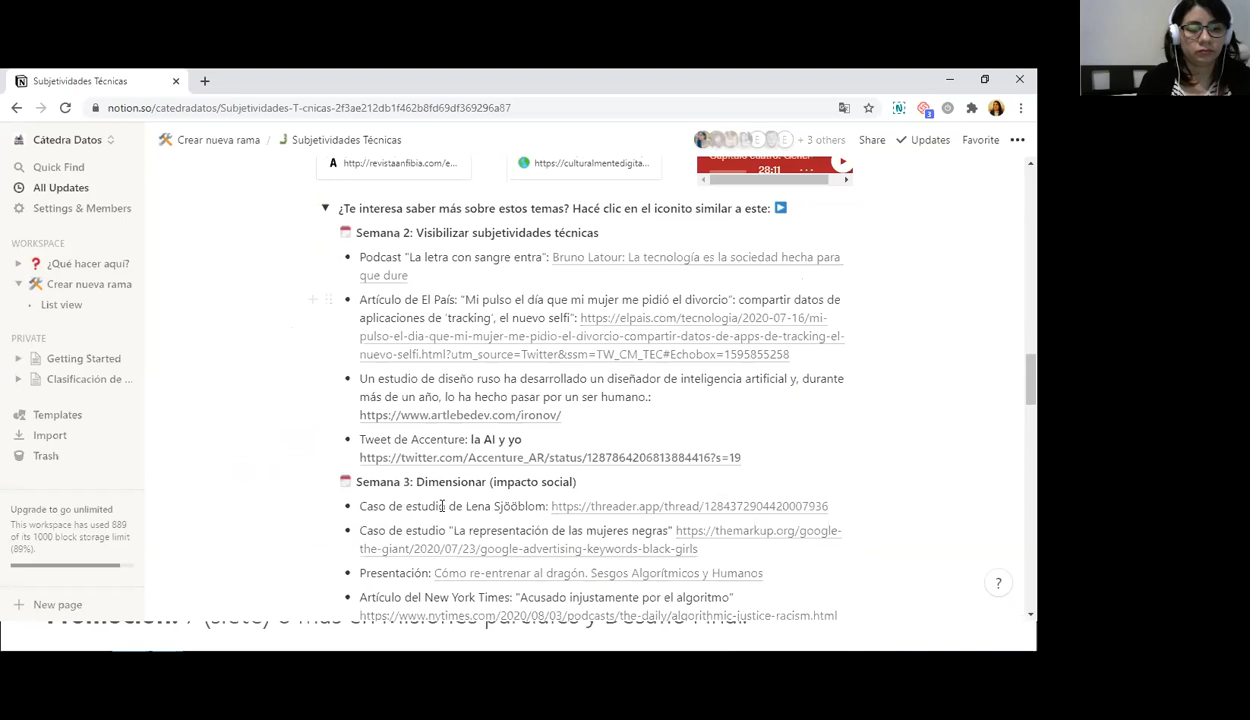 Subjetividades Técnicas
notion.so/catedradatos/Subjetividades-T-cnicas-2f3ae212db1f462b8fd69df369296a87
3
Cátedra Datos
Crear nueva rama / Subjetividades Técnicas
E E + 3 others Share Updates Favorite
Quick Find
All Updates
Settings & Members
WORKSPACE
¿Qué hacer aquí?
Crear nueva rama
List view
PRIVATE
Getting Started
Clasificación de ...
Templates
Import
Trash
Upgrade to go unlimited
This workspace has used 889
of its 1000 block storage limit
(89%).
New page
http://revistaanfibia.com/e...
https://culturalmentedigita...
28:11
¿Te interesa saber más sobre estos temas? Hacé clic en el iconito similar a este:
Semana 2: Visibilizar subjetividades técnicas
Podcast "La letra con sangre entra": Bruno Latour: La tecnología es la sociedad hecha para
que dure
Artículo de El País: "Mi pulso el día que mi mujer me pidió el divorcio": compartir datos de
aplicaciones de 'tracking', el nuevo selfi": https://elpais.com/tecnologia/2020-07-16/mi-
pulso-el-dia-que-mi-mujer-me-pidio-el-divorcio-compartir-datos-de-apps-de-tracking-el-
nuevo-selfi.html?utm_source=Twitter&ssm=TW_CM_TEC#Echobox=1595855258
Un estudio de diseño ruso ha desarrollado un diseñador de inteligencia artificial y, durante
más de un año, lo ha hecho pasar por un ser humano.:
https://www.artlebedev.com/ironov/
Tweet de Accenture: la AI y yo
https://twitter.com/Accenture_AR/status/1287864206813884416?s=19
Semana 3: Dimensionar (impacto social)
Caso de estudio de Lena Sjööblom: https://threader.app/thread/1284372904420007936
Caso de estudio "La representación de las mujeres negras" https://themarkup.org/google-
the-giant/2020/07/23/google-advertising-keywords-black-girls
Presentación: Cómo re-entrenar al dragón. Sesgos Algorítmicos y Humanos
Artículo del New York Times: "Acusado injustamente por el algoritmo"
https://www.nytimes.com/2020/08/03/podcasts/the-daily/algorithmic-justice-racism.html
?